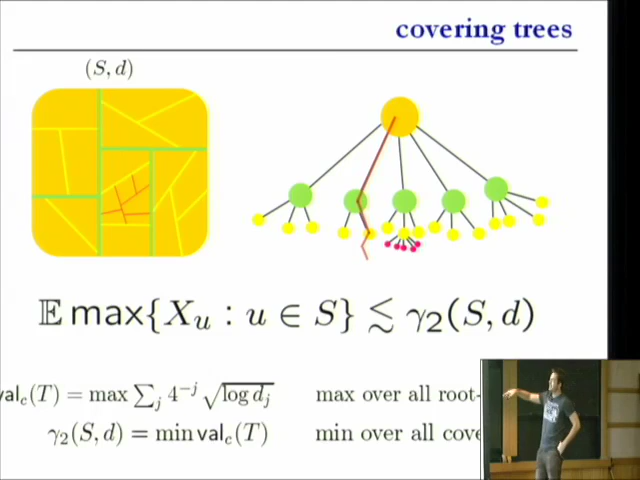 covering trees
(S, d)
𝔼 max{X_u : u ∈ S} ≲ γ₂(S, d)
val_c(T) = max ∑_j 4^{-j} √(log d_j) max over all root-
γ₂(S, d) = min val_c(T) min over all